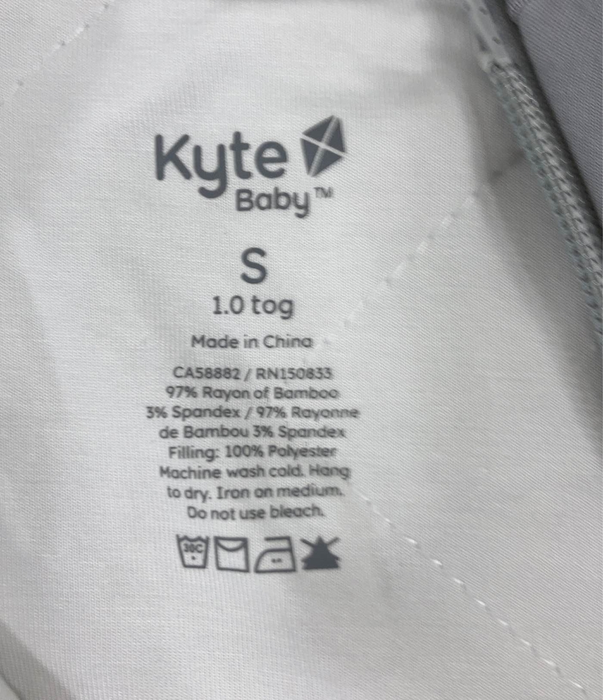 Kyte
Baby™
S
1.0 tog
Made in China
CA58882 / RN150833
97% Rayon of Bamboo
3% Spandex / 97% Rayonne
de Bambou 3% Spandex
Filling: 100% Polyester
Machine wash cold. Hang
to dry. Iron on medium.
Do not use bleach.
30C